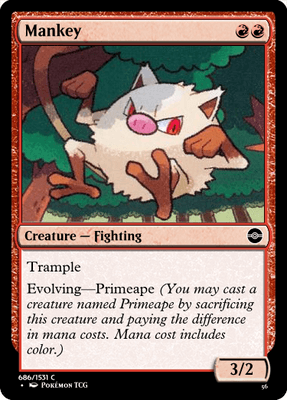 Mankey
Creature — Fighting
Trample
Evolving—Primeape (You may cast a
creature named Primeape by sacrificing
this creature and paying the difference
in mana costs. Mana cost includes
color.)
3/2
686/1531 C
• Pokémon TCG
56